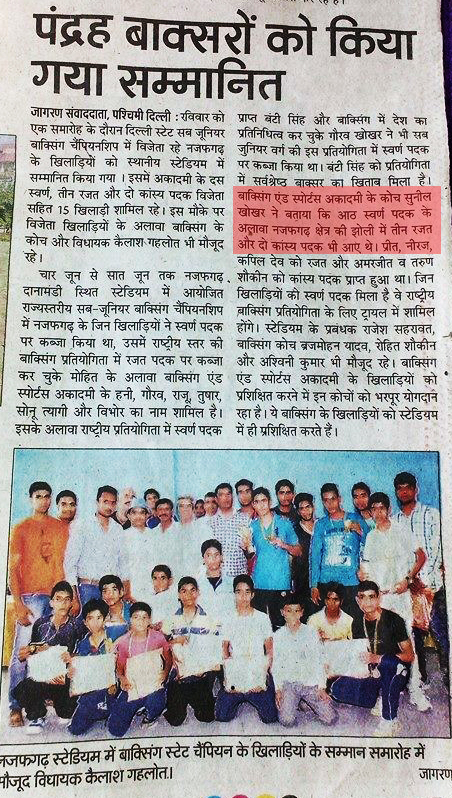 पंद्रह बाक्सरों को किया
गया सम्मानित
जागरण संवाददाता, पश्चिमी दिल्ली : रविवार को
एक समारोह के दौरान दिल्ली स्टेट सब जूनियर
बाक्सिंग चैंपियनशिप में विजेता रहे नजफगढ़
के खिलाड़ियों को स्थानीय स्टेडियम में
सम्मानित किया गया । इसमें अकादमी के दस
स्वर्ण, तीन रजत और दो कांस्य पदक विजेता
सहित 15 खिलाड़ी शामिल रहे। इस मौके पर
विजेता खिलाड़ियों के अलावा बाक्सिंग के
कोच और विधायक कैलाश गहलोत भी मौजूद
रहे।
चार जून से सात जून तक नजफगढ़
दानामंडी स्थित स्टेडियम में आयोजित
राज्यस्तरीय सब-जूनियर बाक्सिंग चैंपियनशिप
में नजफगढ़ के जिन खिलाड़ियों ने स्वर्ण पदक
पर कब्जा किया था, उसमें राष्ट्रीय स्तर की
बाक्सिंग प्रतियोगिता में रजत पदक पर कब्जा
कर चुके मोहित के अलावा बाक्सिंग एंड
स्पोर्टस अकादमी के हनी, गौरव, राजू, तुषार,
सोनू त्यागी और विभोर का नाम शामिल है।
इसके अलावा राष्ट्रीय प्रतियोगिता में स्वर्ण पदक
प्राप्त बंटी सिंह और बाक्सिंग में देश का
प्रतिनिधित्व कर चुके गौरव खोखर ने भी सब
जुनियर वर्ग की इस प्रतियोगिता में स्वर्ण पदक
पर कब्जा किया था। बंटी सिंह को प्रतियोगिता
में सर्वश्रेष्ठ बाक्सर का खिताब मिला है।
बाक्सिंग एंड स्पोर्टस अकादमी के कोच सुनील
खोखर ने बताया कि आठ स्वर्ण पदक के
अलावा नजफगढ़ क्षेत्र की झोली में तीन रजत
और दो कांस्य पदक भी आए थे। प्रीत, नीरज,
कपिल देव को रजत और अमरजीत व तरुण
शौकीन को कांस्य पदक प्राप्त हुआ था। जिन
खिलाड़ियों को स्वर्ण पदक मिला है वे राष्ट्रीय
बाक्सिंग प्रतियोगिता के लिए ट्रायल में शामिल
होंगे। स्टेडियम के प्रबधक राजेश सहरावत,
बाक्सिंग कोच ब्रजमोहन यादव, रोहित शौकीन
और अश्विनी कुमार भी मौजूद रहे। बाक्सिंग
एंड स्पोर्टस अकादमी के खिलाड़ियों को
प्रशिक्षित करने में इन कोचों का भरपूर योगदान
रहा है। ये बाक्सिंग के खिलाड़ियों को स्टेडियम
में ही प्रशिक्षित करते हैं।
नजफगढ़ स्टेडियम में बाक्सिंग स्टेट चैंपियन के खिलाड़ियों के सम्मान समारोह में
मौजूद विधायक कैलाश गहलोत।
जागरण